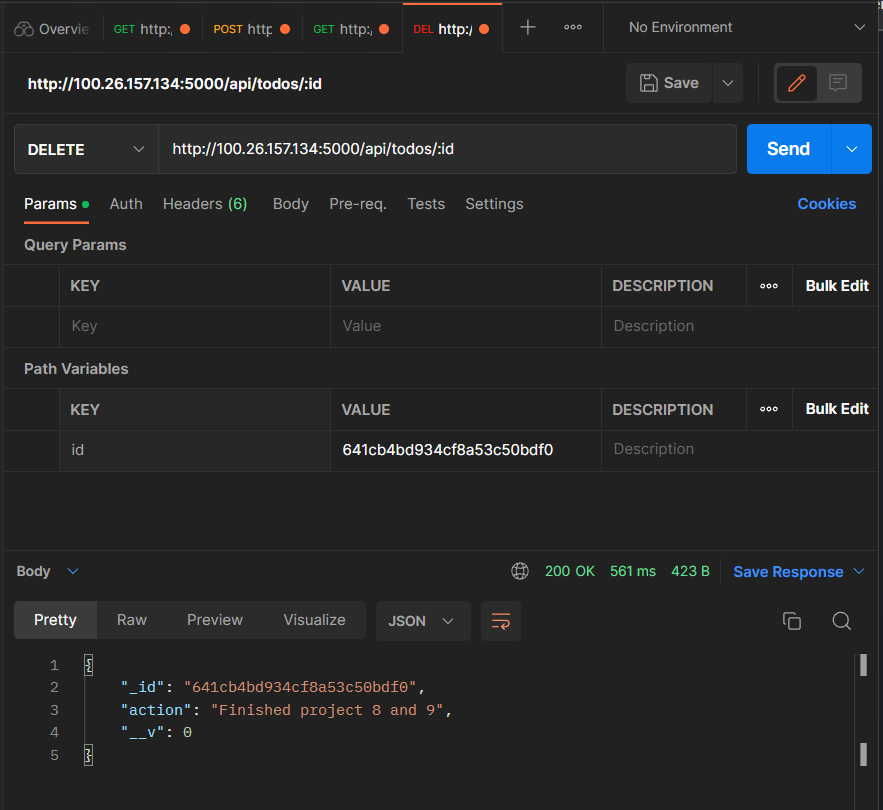 Overvie GET http:/ POST http GET http:/ DEL http:/ No Environment
http://100.26.157.134:5000/api/todos/:id Save
DELETE http://100.26.157.134:5000/api/todos/:id Send
Params Auth Headers (6) Body Pre-req. Tests Settings Cookies
Query Params
KEY VALUE DESCRIPTION Bulk Edit
Key Value Description
Path Variables
KEY VALUE DESCRIPTION Bulk Edit
id 641cb4bd934cf8a53c50bdf0 Description
Body 200 OK 561 ms 423 B Save Response
Pretty Raw Preview Visualize JSON
1 {
2 "_id": "641cb4bd934cf8a53c50bdf0",
3 "action": "Finished project 8 and 9",
4 "__v": 0
5 }